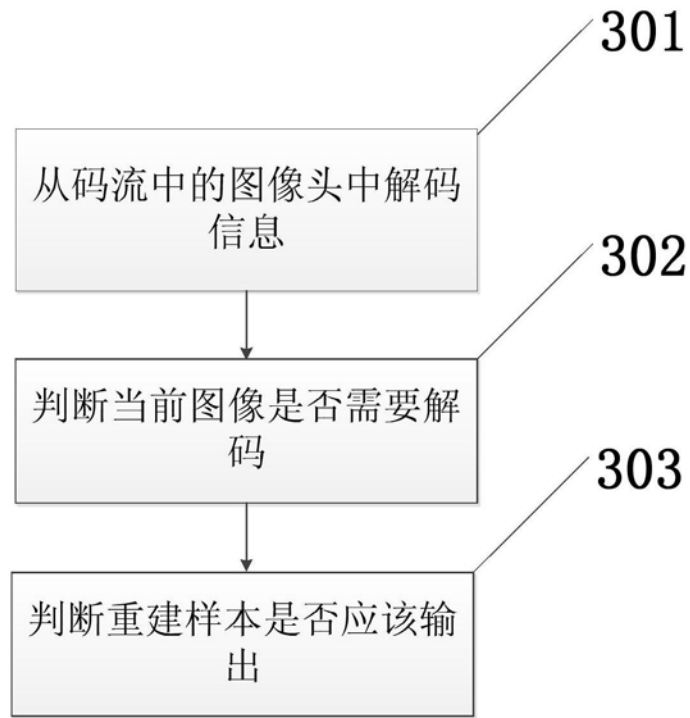 301
从码流中的图像头中解码
信息
302
判断当前图像是否需要解
码
303
判断重建样本是否应该输
出